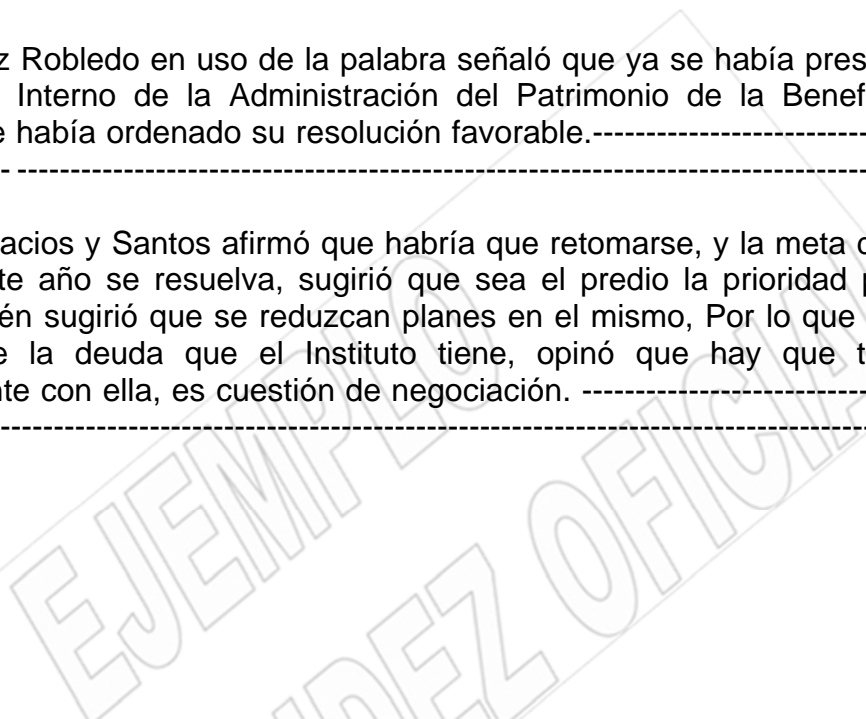 z Robledo en uso de la palabra señaló que ya se había pres
Interno de la Administración del Patrimonio de la Benef
e había ordenado su resolución favorable.--------------------------
- --------------------------------------------------------------------------------
acios y Santos afirmó que habría que retomarse, y la meta
te año se resuelva, sugirió que sea el predio la prioridad
én sugirió que se reduzcan planes en el mismo, Por lo que
e la deuda que el Instituto tiene, opinó que hay que t
nte con ella, es cuestión de negociación. ---------------------------
----------------------------------------------------------------------------------
EJEMPLO
DEZ OFICIA